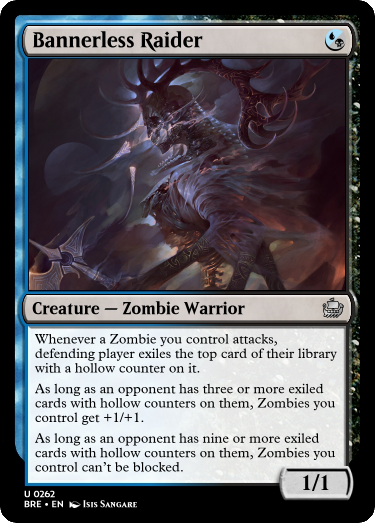 Bannerless Raider
Creature — Zombie Warrior
Whenever a Zombie you control attacks,
defending player exiles the top card of their library
with a hollow counter on it.
As long as an opponent has three or more exiled
cards with hollow counters on them, Zombies you
control get +1/+1.
As long as an opponent has nine or more exiled
cards with hollow counters on them, Zombies you
control can't be blocked.
1/1
U 0262
BRE • EN Isis Sangare